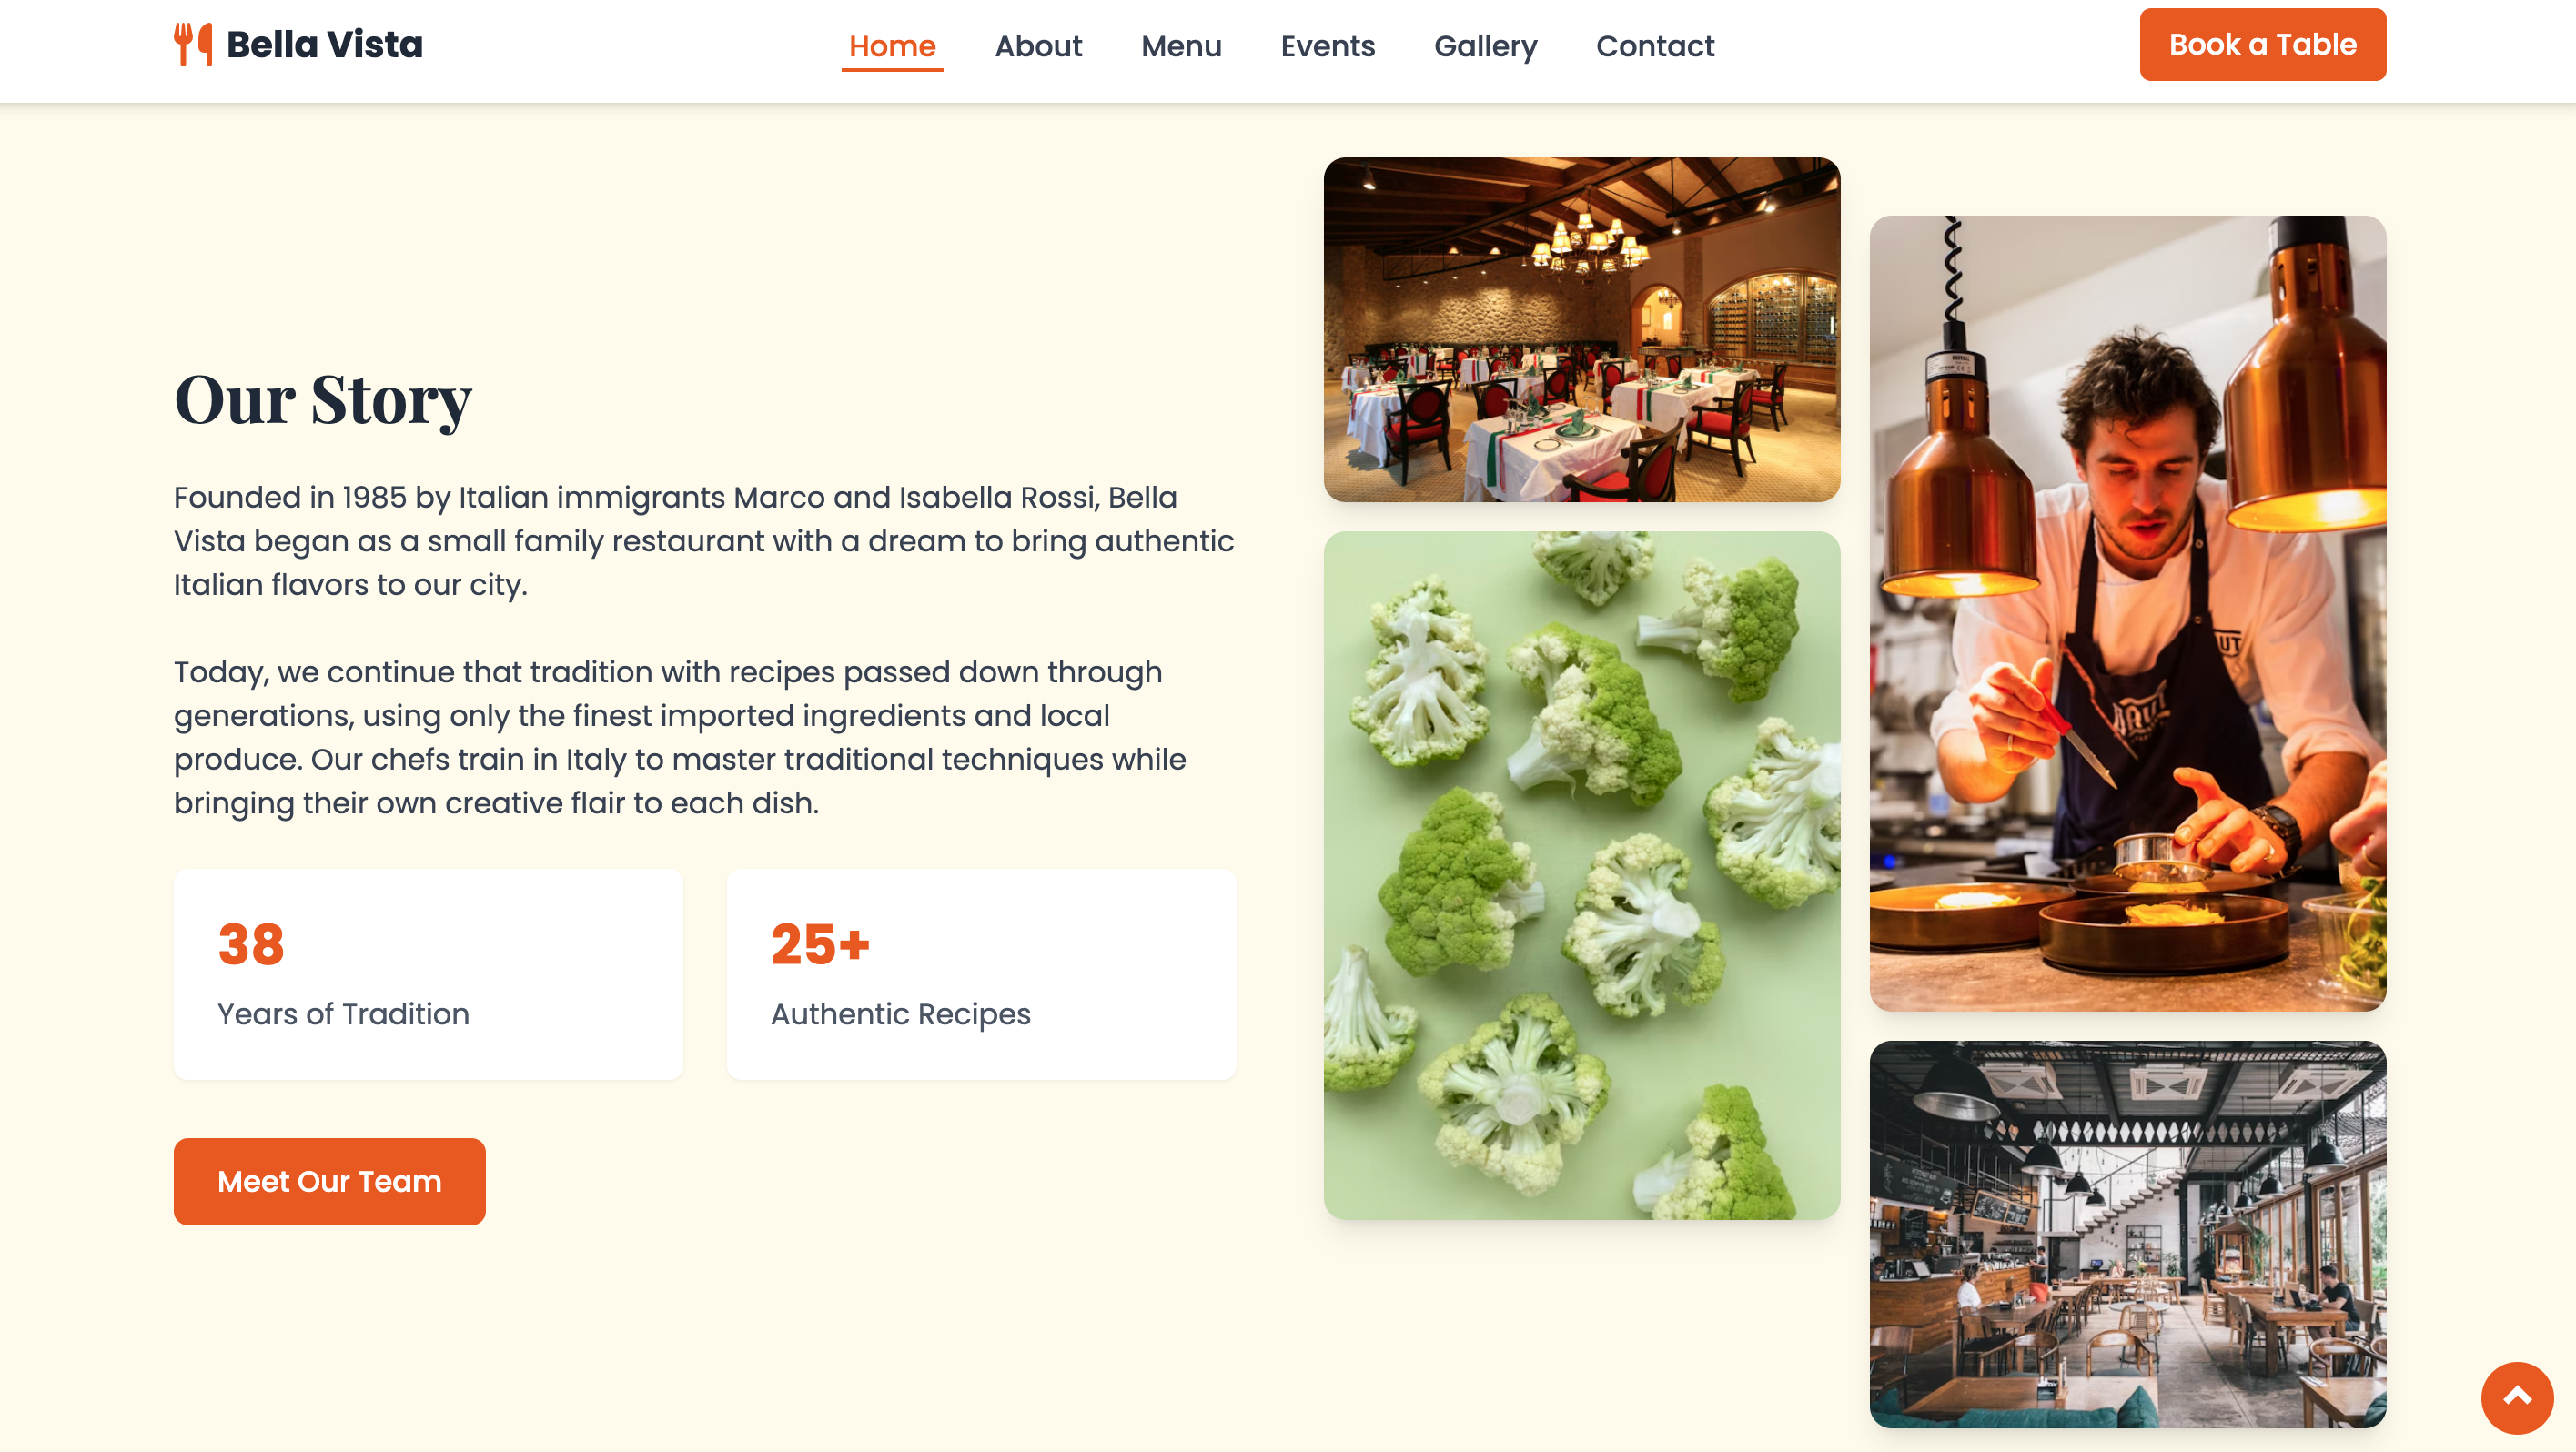 Bella Vista
Home
About
Menu
Events
Gallery
Contact
Book a Table
Our Story
Founded in 1985 by Italian immigrants Marco and Isabella Rossi, Bella
Vista began as a small family restaurant with a dream to bring authentic
Italian flavors to our city.
Today, we continue that tradition with recipes passed down through
generations, using only the finest imported ingredients and local
produce. Our chefs train in Italy to master traditional techniques while
bringing their own creative flair to each dish.
38
Years of Tradition
25+
Authentic Recipes
Meet Our Team